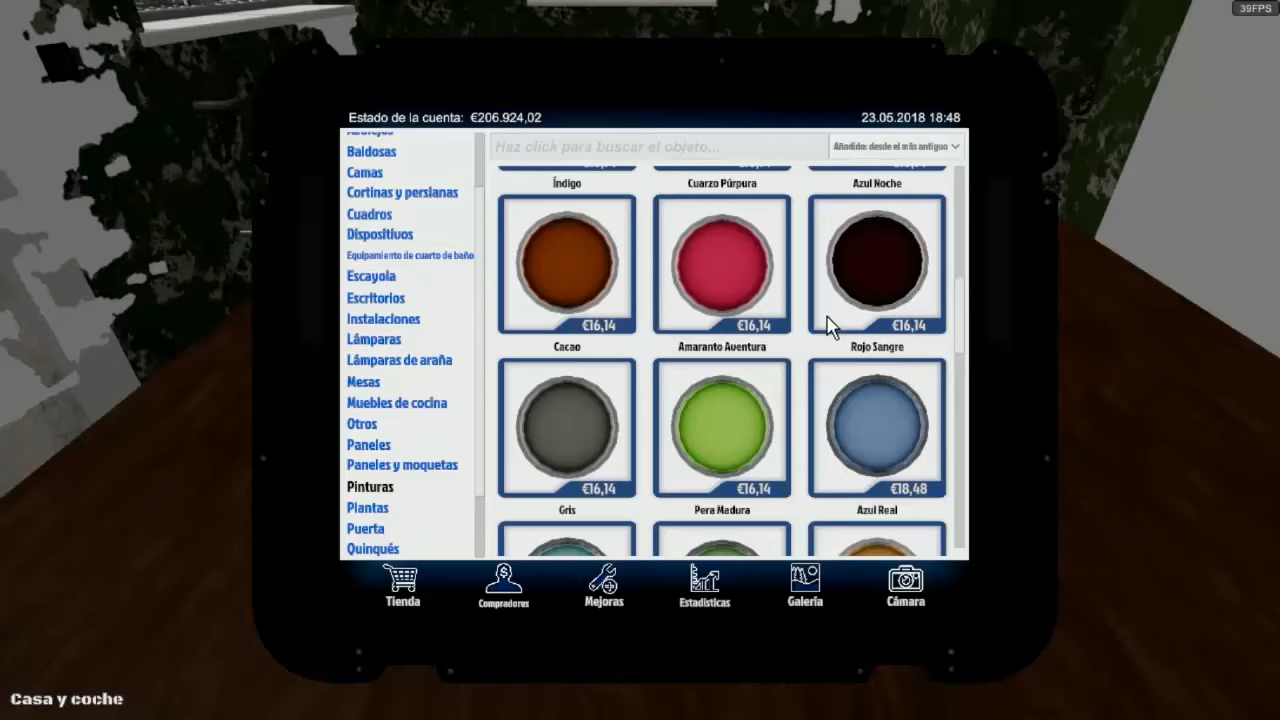 39FPS
Estado de la cuenta: €206.924,02
23.05.2018 18:48
Azulejos
Baldosas
Camas
Cortinas y persianas
Cuadros
Dispositivos
Equipamiento de cuarto de baño
Escayola
Escritorios
Instalaciones
Lámparas
Lámparas de araña
Mesas
Muebles de cocina
Otros
Paneles
Paneles y moquetas
Pinturas
Plantas
Puerta
Quinqués
Haz click para buscar el objeto...
Añadido: desde el más antiguo
Índigo
Cuarzo Púrpura
Azul Noche
€16,14
€16,14
€16,14
Cacao
Amaranto Aventura
Rojo Sangre
€16,14
€16,14
€18,48
Gris
Pera Madura
Azul Real
Tienda
Compradores
Mejoras
Estadísticas
Galería
Cámara
Casa y coche